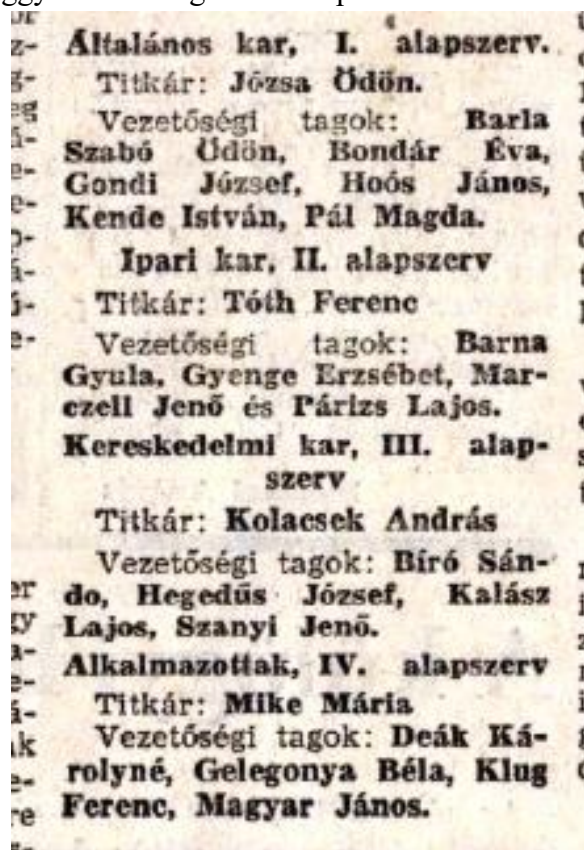 Általános kar, I. alapszerv.
Titkár: Józsa Ödön.
Vezetőségi tagok: Barla
Szabó Ödön, Bondár Éva,
Gondi József, Hoós János,
Kende István, Pál Magda.
Ipari kar, II. alapszerv
Titkár: Tóth Ferenc
Vezetőségi tagok: Barna
Gyula, Gyenge Erzsébet, Mar-
czell Jenő és Párizs Lajos.
Kereskedelmi kar, III. alap-
szerv
Titkár: Kolacsek András
Vezetőségi tagok: Bíró Sán-
do, Hegedűs József, Kalász
Lajos, Szanyi Jenő.
Alkalmazottak, IV. alapszerv
Titkár: Mike Mária
Vezetőségi tagok: Deák Ká-
rolyné, Gelegonya Béla, Klug
Ferenc, Magyar János.